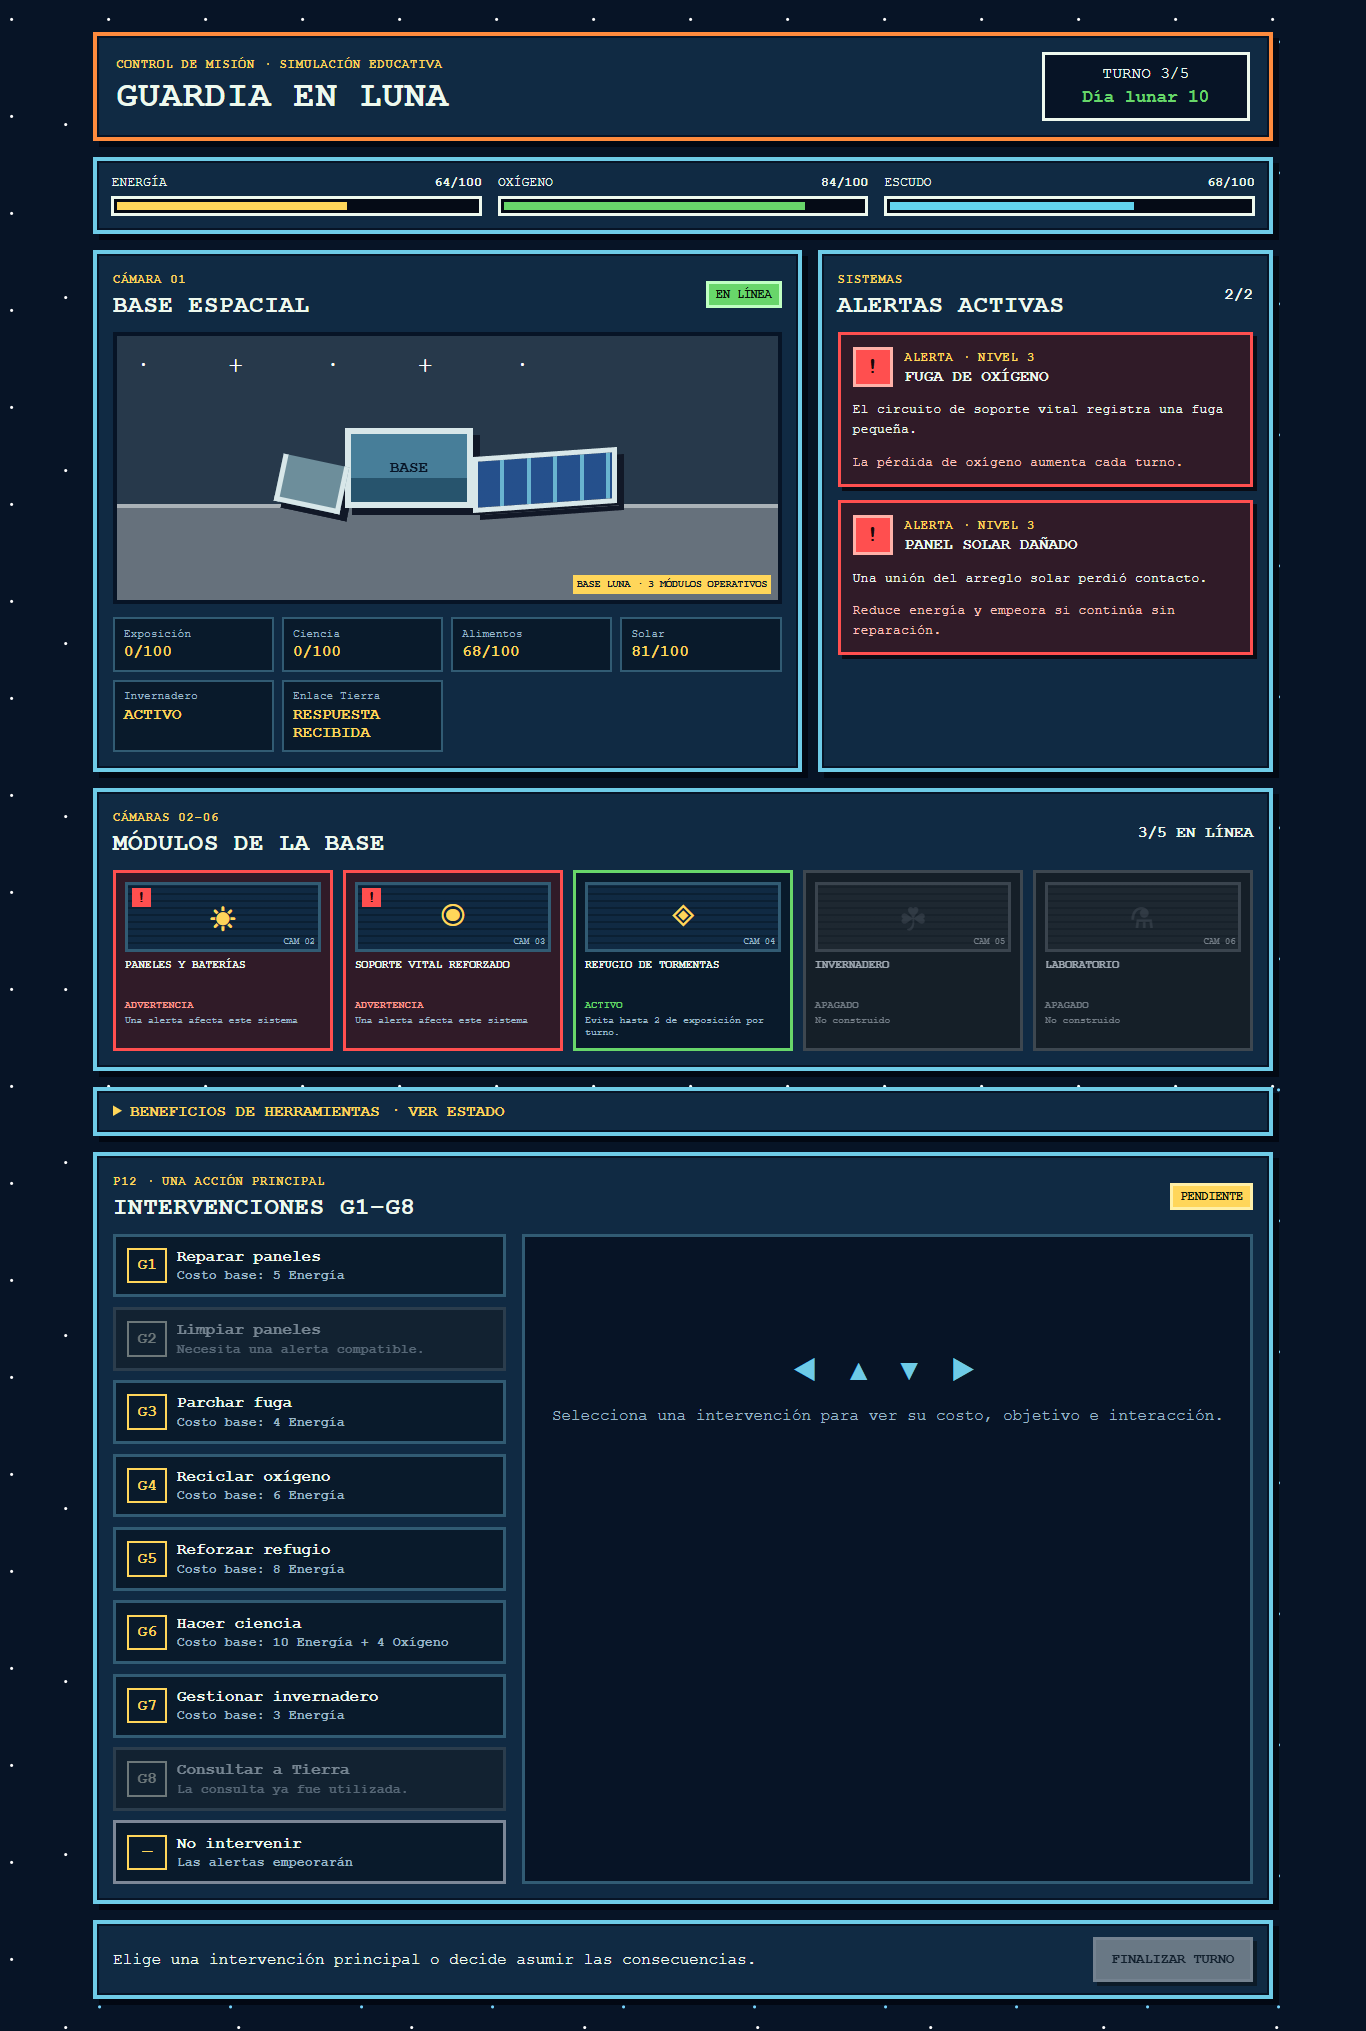 CONTROL DE MISIÓN · SIMULACIÓN EDUCATIVA
GUARDIA EN LUNA
TURNO 3/5
Día lunar 10
ENERGÍA 64/100
OXÍGENO 84/100
ESCUDO 68/100
CÁMARA 01
BASE ESPACIAL
EN LÍNEA
BASE
BASE LUNA · 3 MÓDULOS OPERATIVOS
Exposición
0/100
Ciencia
0/100
Alimentos
68/100
Solar
81/100
Invernadero
ACTIVO
Enlace Tierra
RESPUESTA
RECIBIDA
SISTEMAS
ALERTAS ACTIVAS
2/2
!
ALERTA · NIVEL 3
FUGA DE OXÍGENO
El circuito de soporte vital registra una fuga
pequeña.
La pérdida de oxígeno aumenta cada turno.
!
ALERTA · NIVEL 3
PANEL SOLAR DAÑADO
Una unión del arreglo solar perdió contacto.
Reduce energía y empeora si continúa sin
reparación.
CÁMARAS 02–06
MÓDULOS DE LA BASE
3/5 EN LÍNEA
!
CAM 02
PANELES Y BATERÍAS
ADVERTENCIA
Una alerta afecta este sistema
!
CAM 03
SOPORTE VITAL REFORZADO
ADVERTENCIA
Una alerta afecta este sistema
CAM 04
REFUGIO DE TORMENTAS
ACTIVO
Evita hasta 2 de exposición por
turno.
CAM 05
INVERNADERO
APAGADO
No construido
CAM 06
LABORATORIO
APAGADO
No construido
▶ BENEFICIOS DE HERRAMIENTAS · VER ESTADO
P12 · UNA ACCIÓN PRINCIPAL
INTERVENCIONES G1–G8
PENDIENTE
G1
Reparar paneles
Costo base: 5 Energía
G2
Limpiar paneles
Necesita una alerta compatible.
G3
Parchar fuga
Costo base: 4 Energía
G4
Reciclar oxígeno
Costo base: 6 Energía
G5
Reforzar refugio
Costo base: 8 Energía
G6
Hacer ciencia
Costo base: 10 Energía + 4 Oxígeno
G7
Gestionar invernadero
Costo base: 3 Energía
G8
Consultar a Tierra
La consulta ya fue utilizada.
—
No intervenir
Las alertas empeorarán
◀ ▲ ▼ ▶
Selecciona una intervención para ver su costo, objetivo e interacción.
Elige una intervención principal o decide asumir las consecuencias.
FINALIZAR TURNO